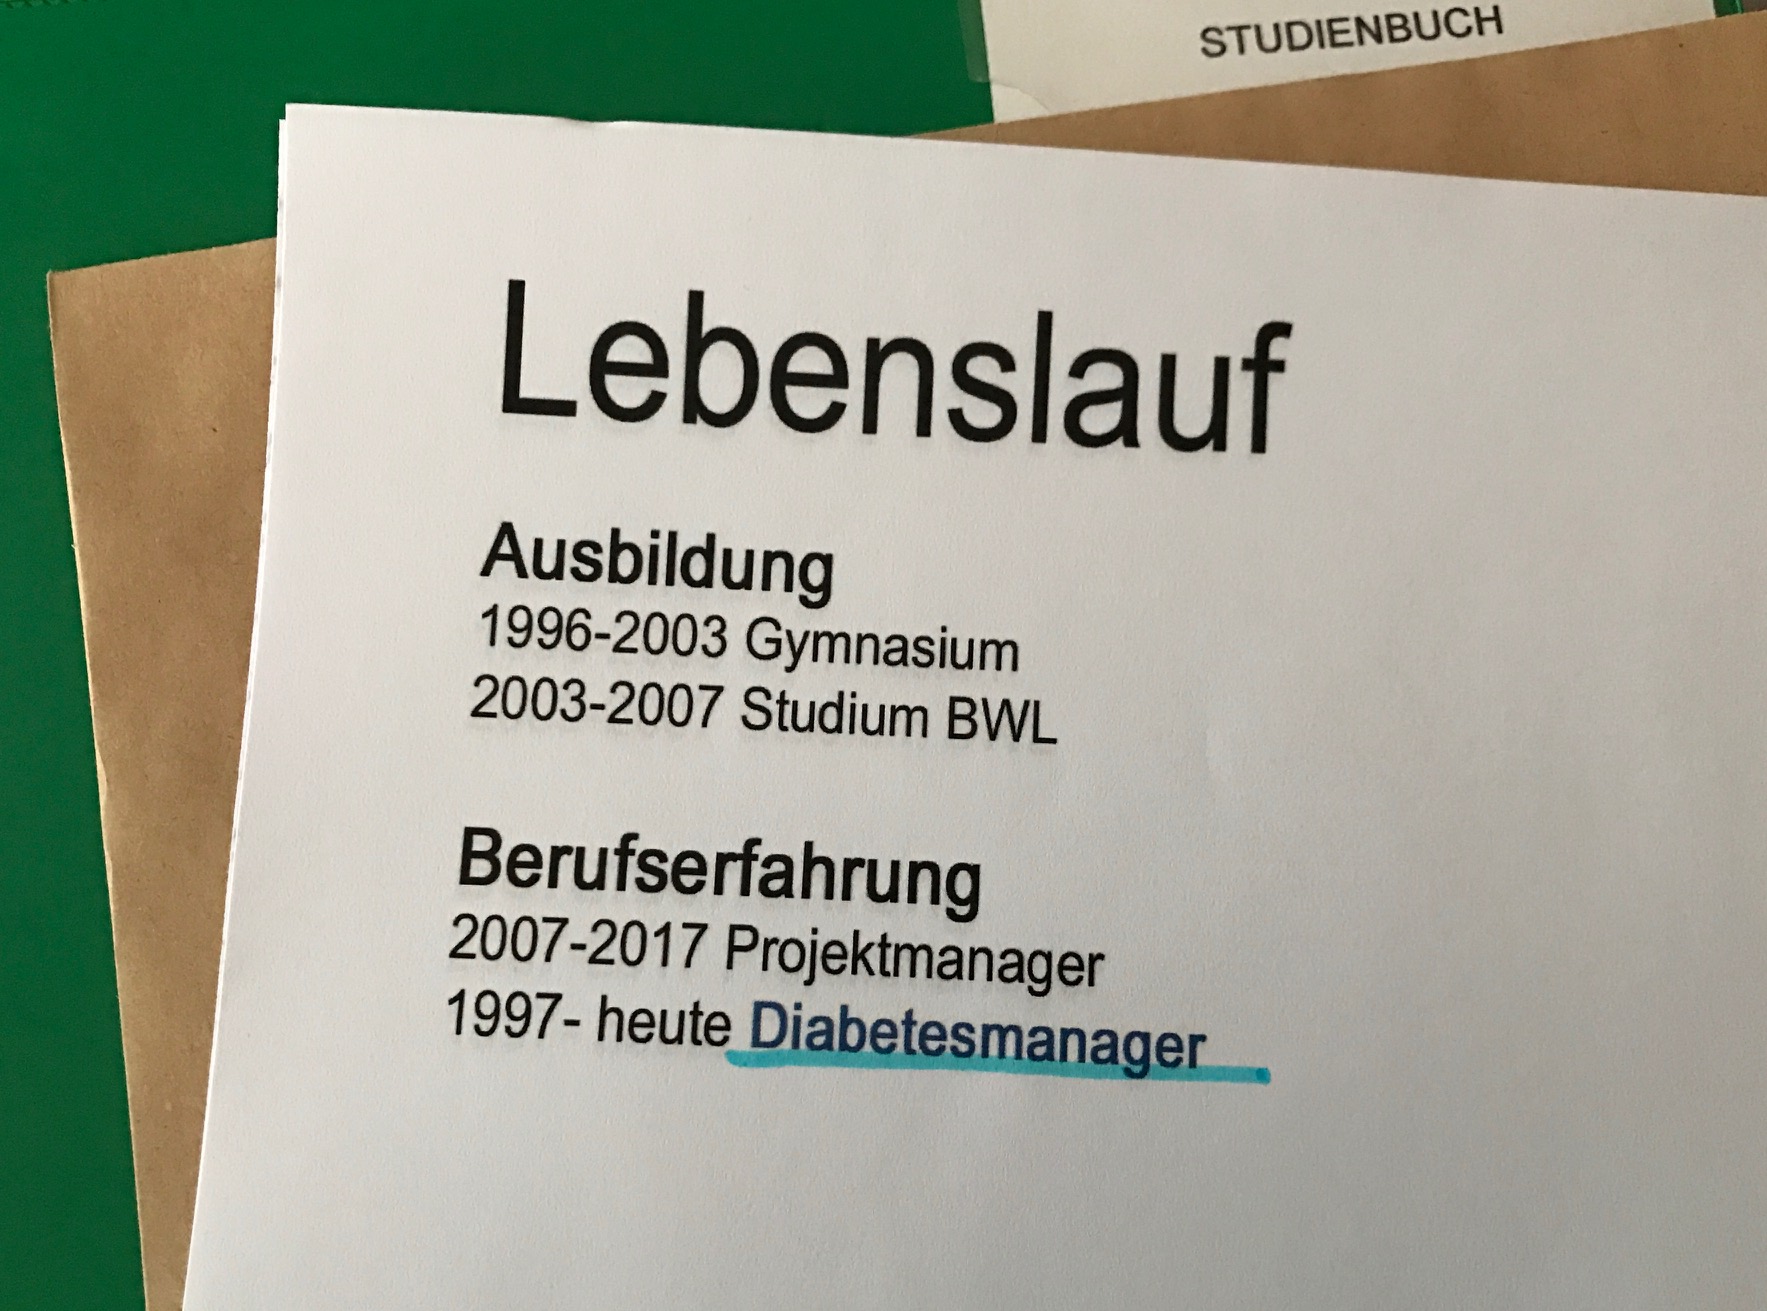 STUDIENBUCH
Lebenslauf
Ausbildung
1996-2003 Gymnasium
2003-2007 Studium BWL
Berufserfahrung
2007-2017 Projektmanager
1997- heute Diabetesmanager